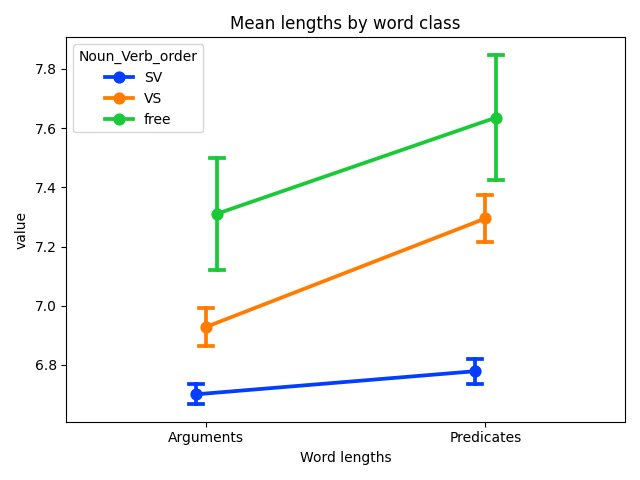 Mean lengths by word class
Noun_Verb_order
SV
VS
free
value
7.8
7.6
7.4
7.2
7.0
6.8
Arguments
Predicates
Word lengths